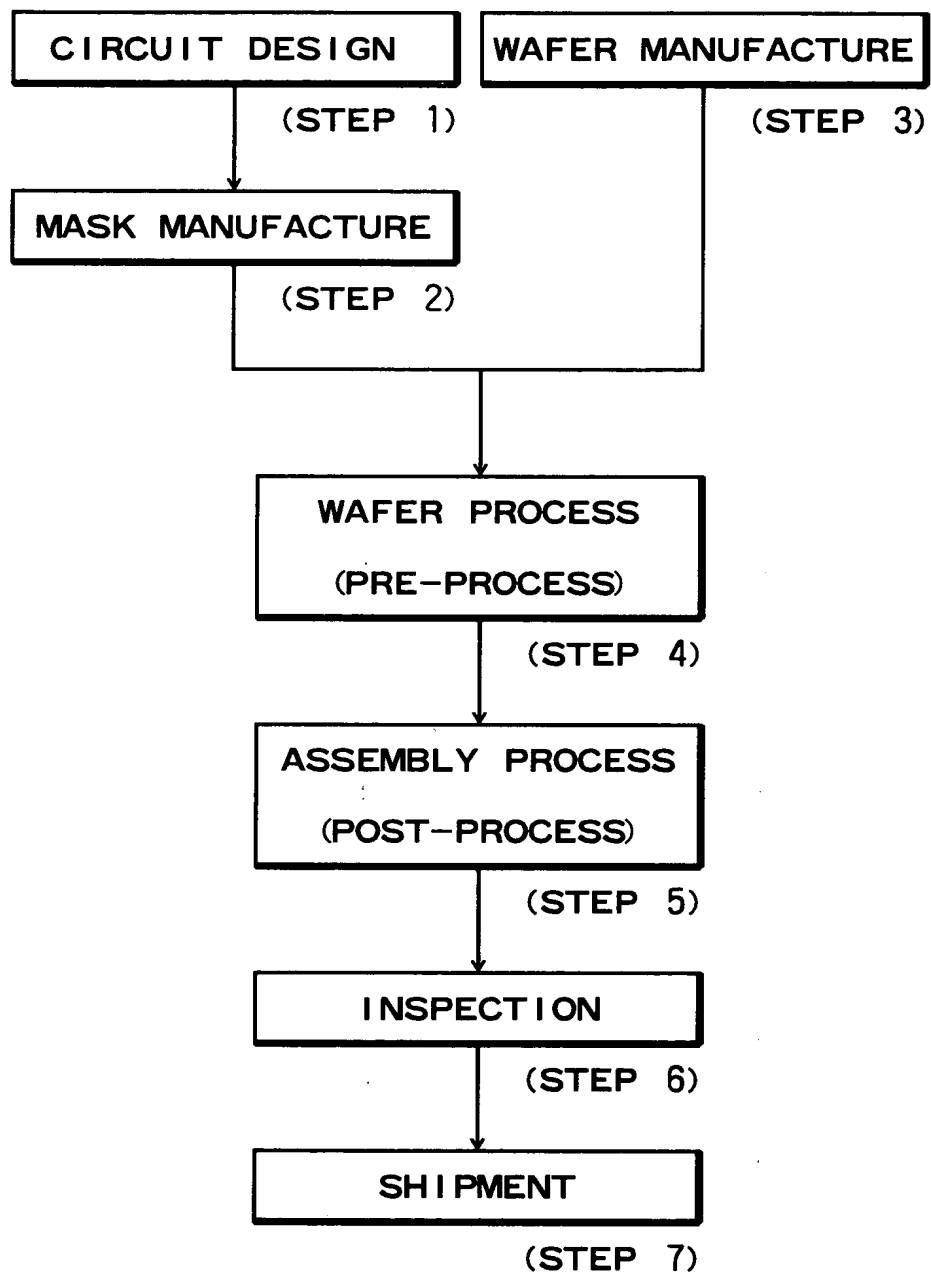 CIRCUIT DESIGN
(STEP 1)
WAFER MANUFACTURE
(STEP 3)
MASK MANUFACTURE
(STEP 2)
WAFER PROCESS
(PRE-PROCESS)
(STEP 4)
ASSEMBLY PROCESS
(POST-PROCESS)
(STEP 5)
INSPECTION
(STEP 6)
SHIPMENT
(STEP 7)